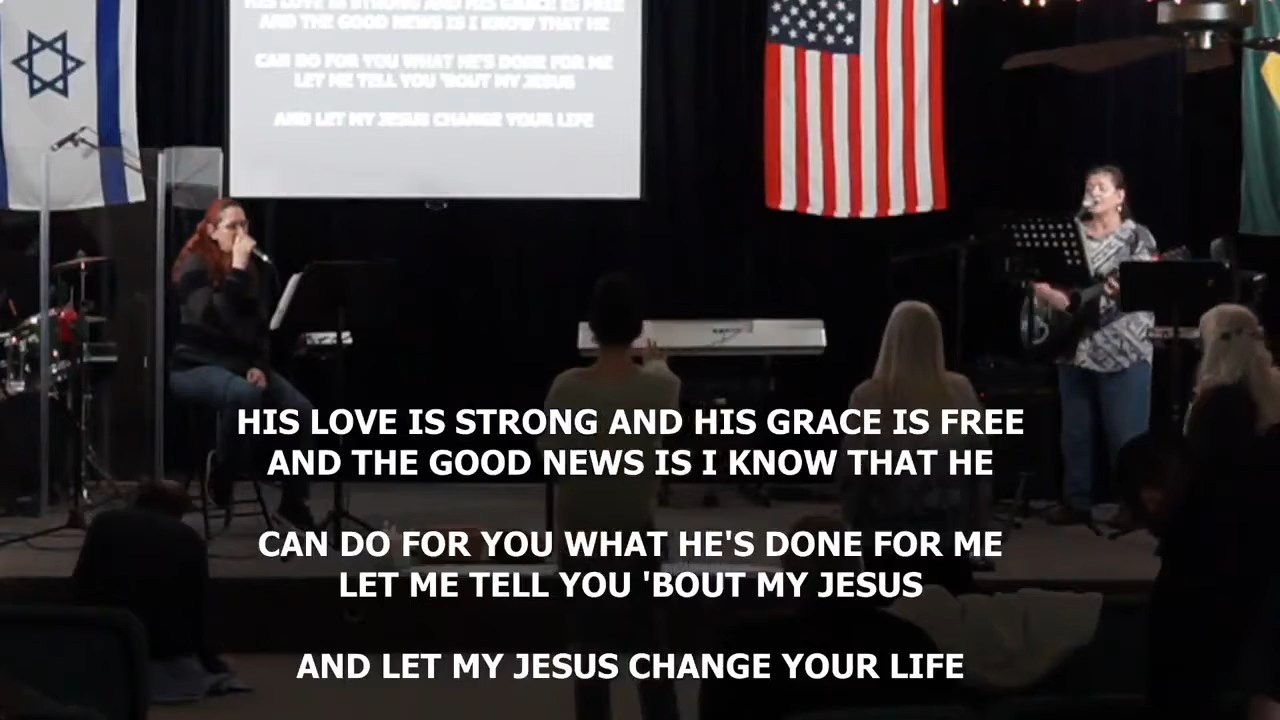 HIS LOVE IS STRONG AND HIS GRACE IS FREE
AND THE GOOD NEWS IS I KNOW THAT HE
CAN DO FOR YOU WHAT HE'S DONE FOR ME
LET ME TELL YOU 'BOUT MY JESUS
AND LET MY JESUS CHANGE YOUR LIFE
HIS LOVE IS STRONG AND HIS GRACE IS FREE
AND THE GOOD NEWS IS I KNOW THAT HE
CAN DO FOR YOU WHAT HE'S DONE FOR ME
LET ME TELL YOU 'BOUT MY JESUS
AND LET MY JESUS CHANGE YOUR LIFE